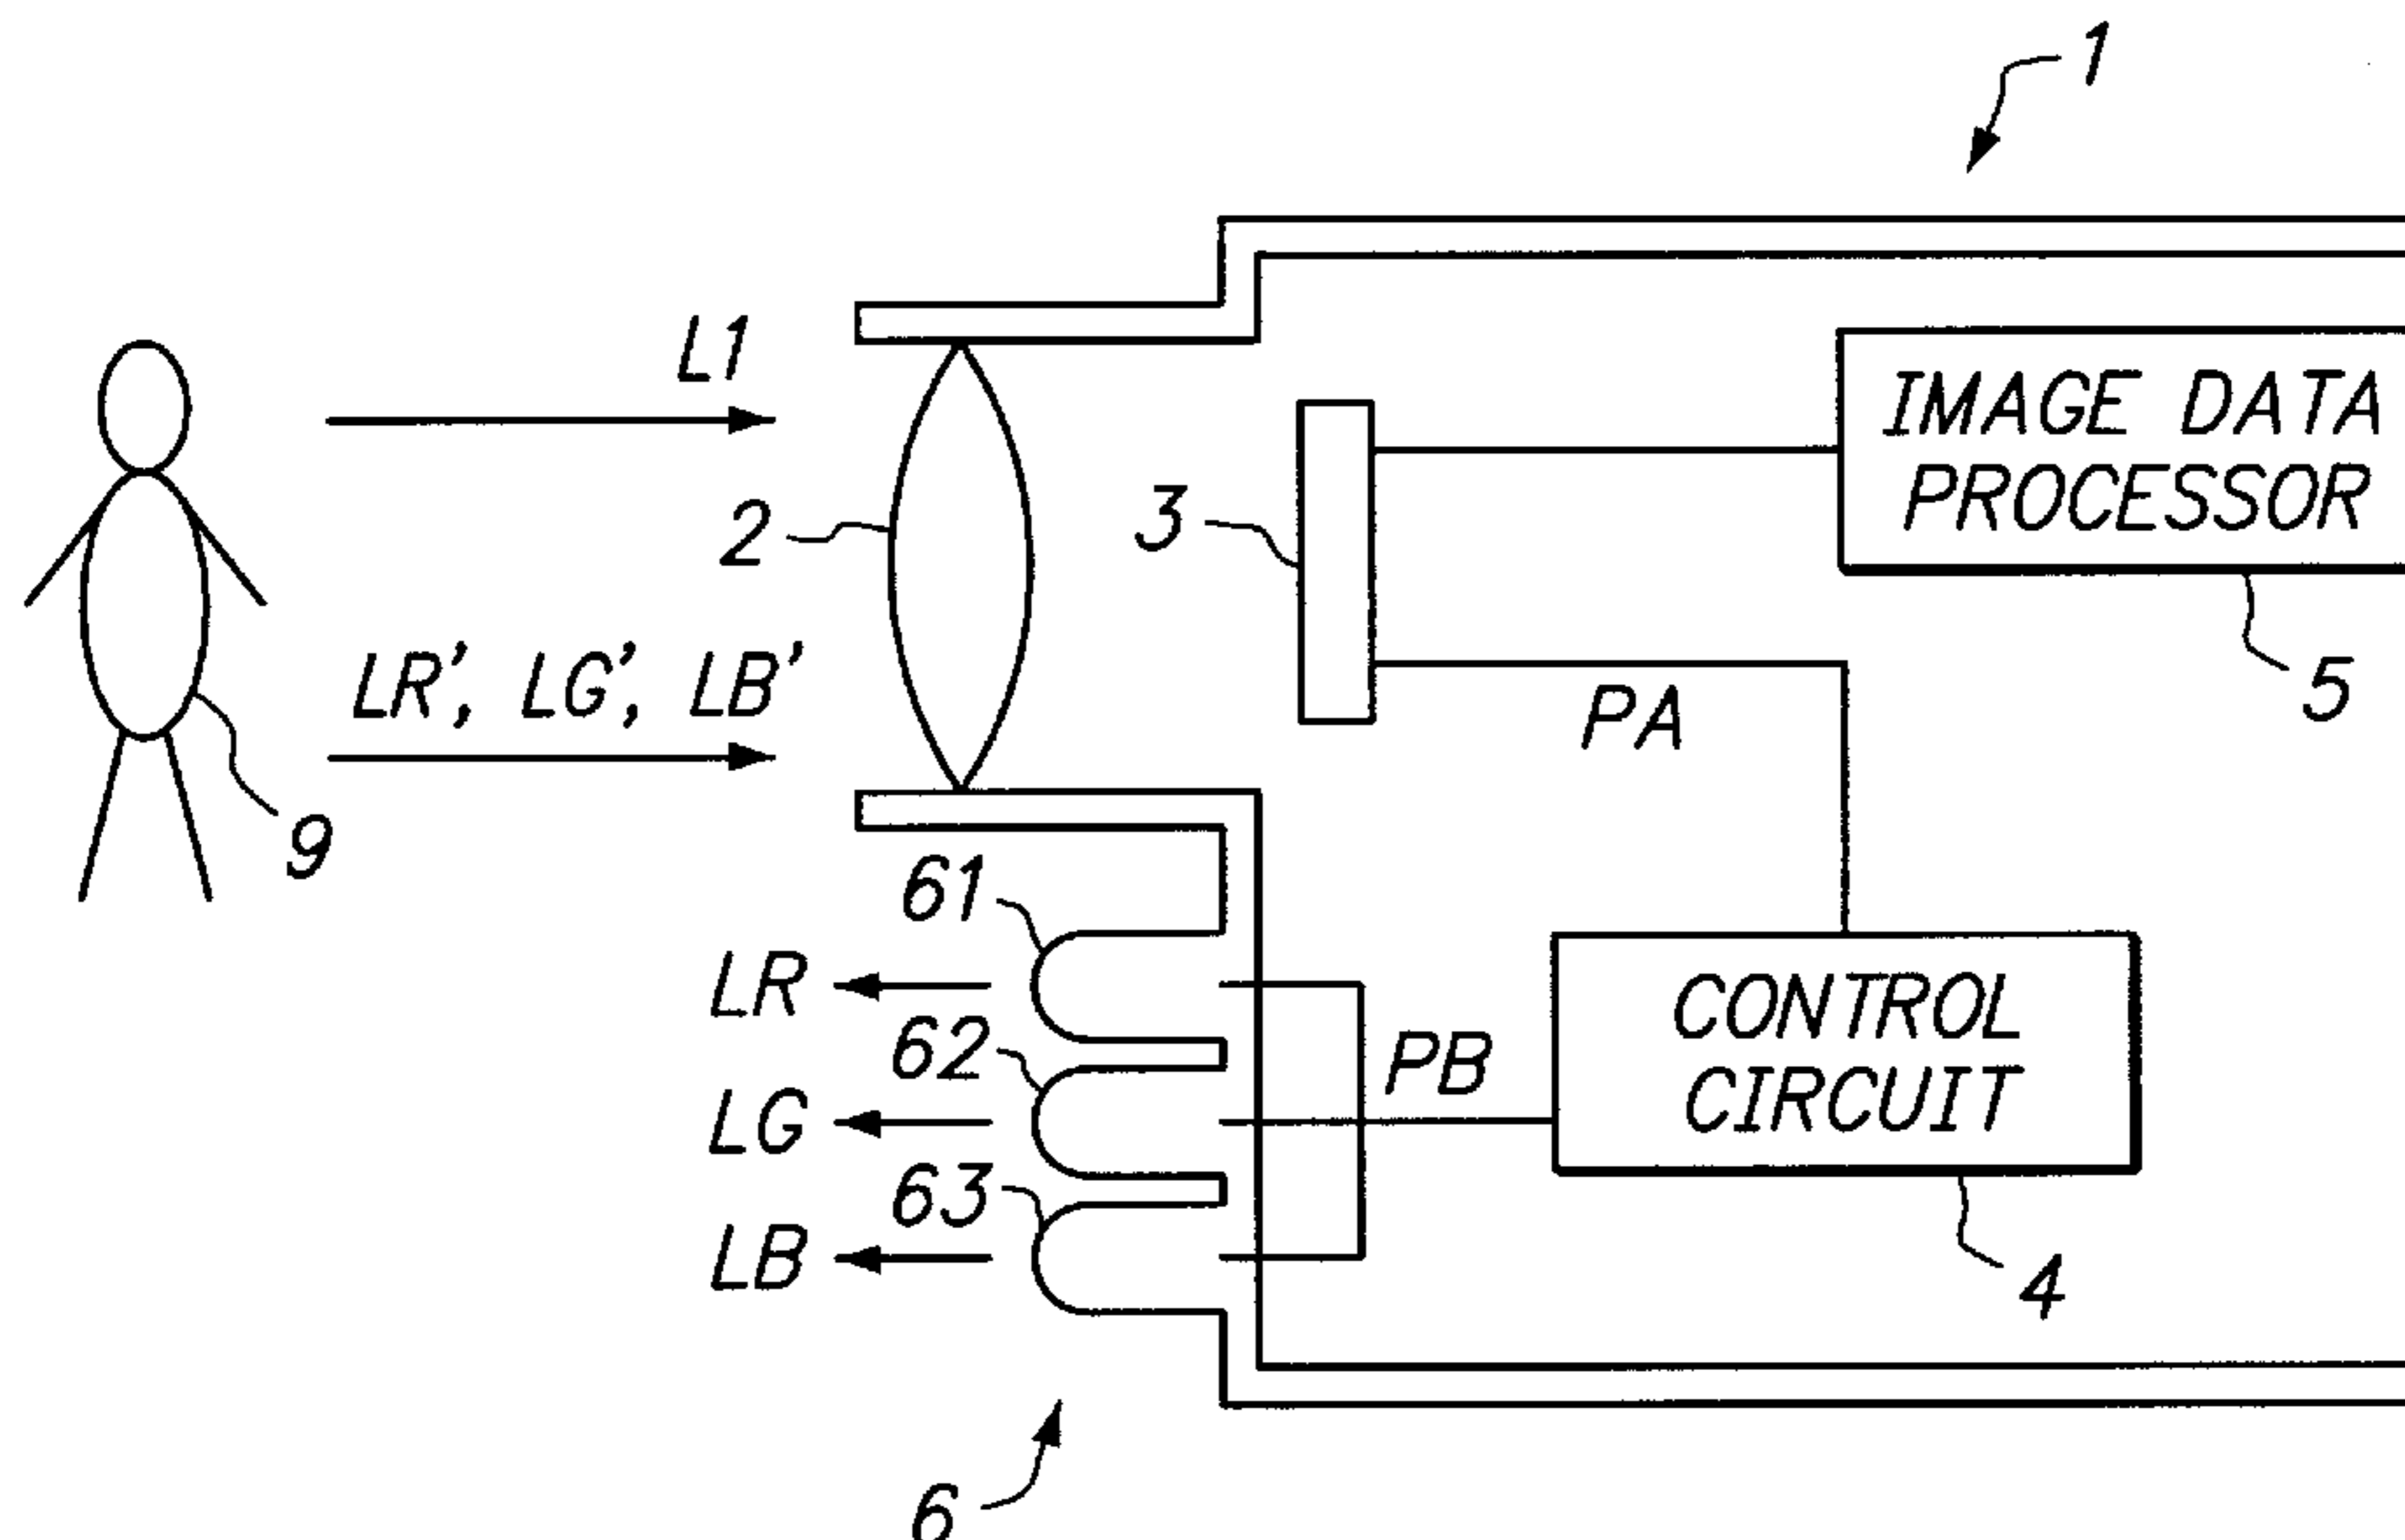 1
L1
IMAGE DATA
PROCESSOR
2
3
LR', LG', LB'
5
PA
9
61
LR
CONTROL
CIRCUIT
62
PB
LG
63
LB
4
6